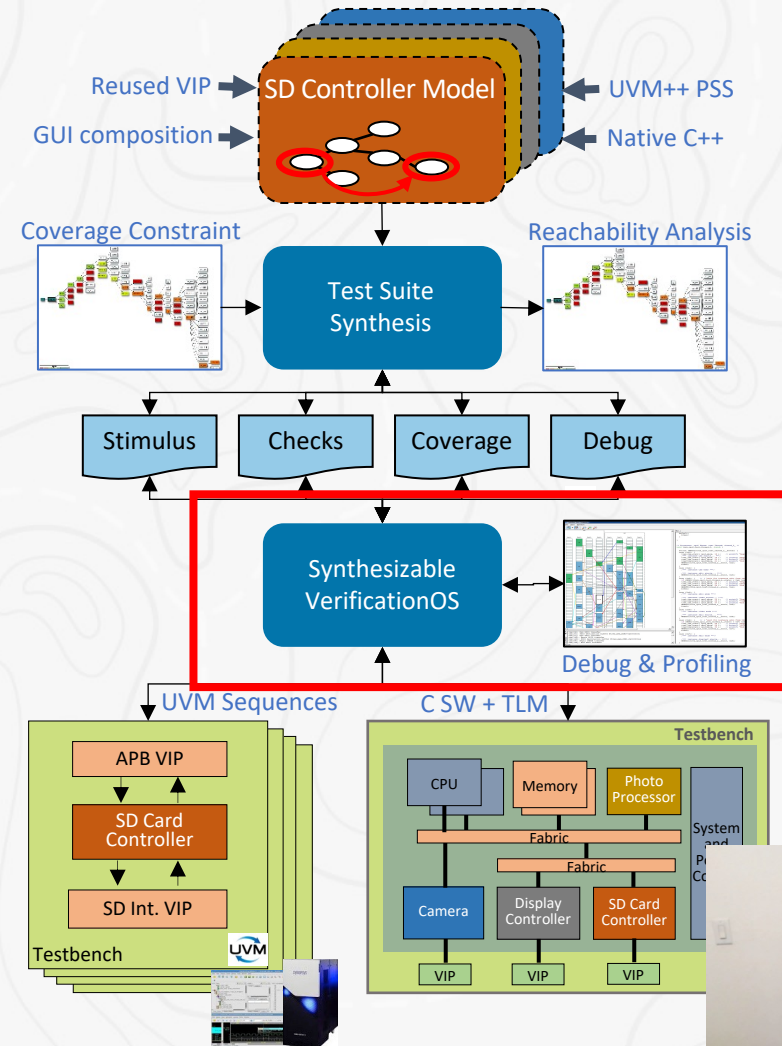 Reused VIP
SD Controller Model
UVM++ PSS
GUI composition
Native C++
Coverage Constraint
Reachability Analysis
Test Suite
Synthesis
Stimulus
Checks
Coverage
Debug
Synthesizable
VerificationOS
Debug & Profiling
UVM Sequences
C SW + TLM
Testbench
APB VIP
SD Card
Controller
SD Int. VIP
Testbench
UVM
CPU
Memory
Photo
Processor
Fabric
Fabric
System
and
Camera
Display
Controller
SD Card
Controller
VIP
VIP
VIP